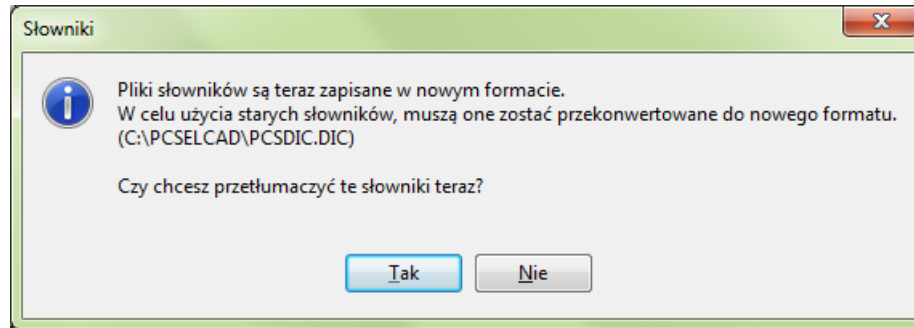 Słowniki
Pliki słowników są teraz zapisane w nowym formacie.
W celu użycia starych słowników, muszą one zostać przekonwertowane do nowego formatu.
(C:\PCSELCAD\PCSDIC.DIC)
Czy chcesz przetłumaczyć te słowniki teraz?
Tak
Nie